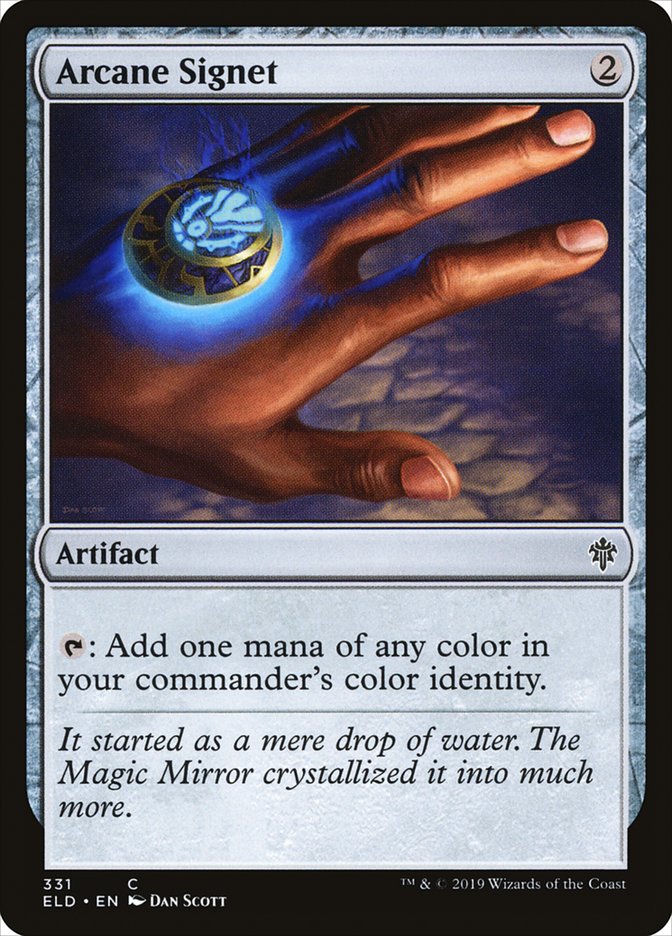 Arcane Signet 2
DAN SCOTT
Artifact
: Add one mana of any color in
your commander's color identity.
It started as a mere drop of water. The
Magic Mirror crystallized it into much
more.
331 C
ELD • EN Dan Scott
™ & © 2019 Wizards of the Coast